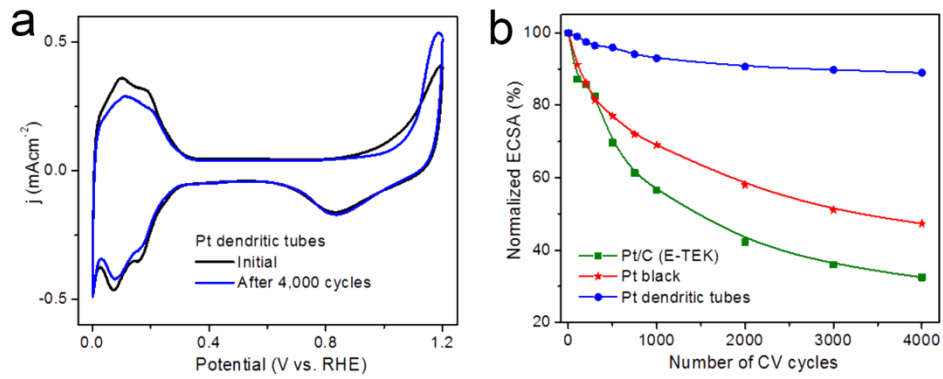 a
0.5
0.0
-0.5
j (mAcm⁻²)
Pt dendritic tubes
Initial
After 4,000 cycles
0.0 0.4 0.8 1.2
Potential (V vs. RHE)
b
100
80
60
40
20
Normalized ECSA (%)
Pt/C (E-TEK)
Pt black
Pt dendritic tubes
0 1000 2000 3000 4000
Number of CV cycles